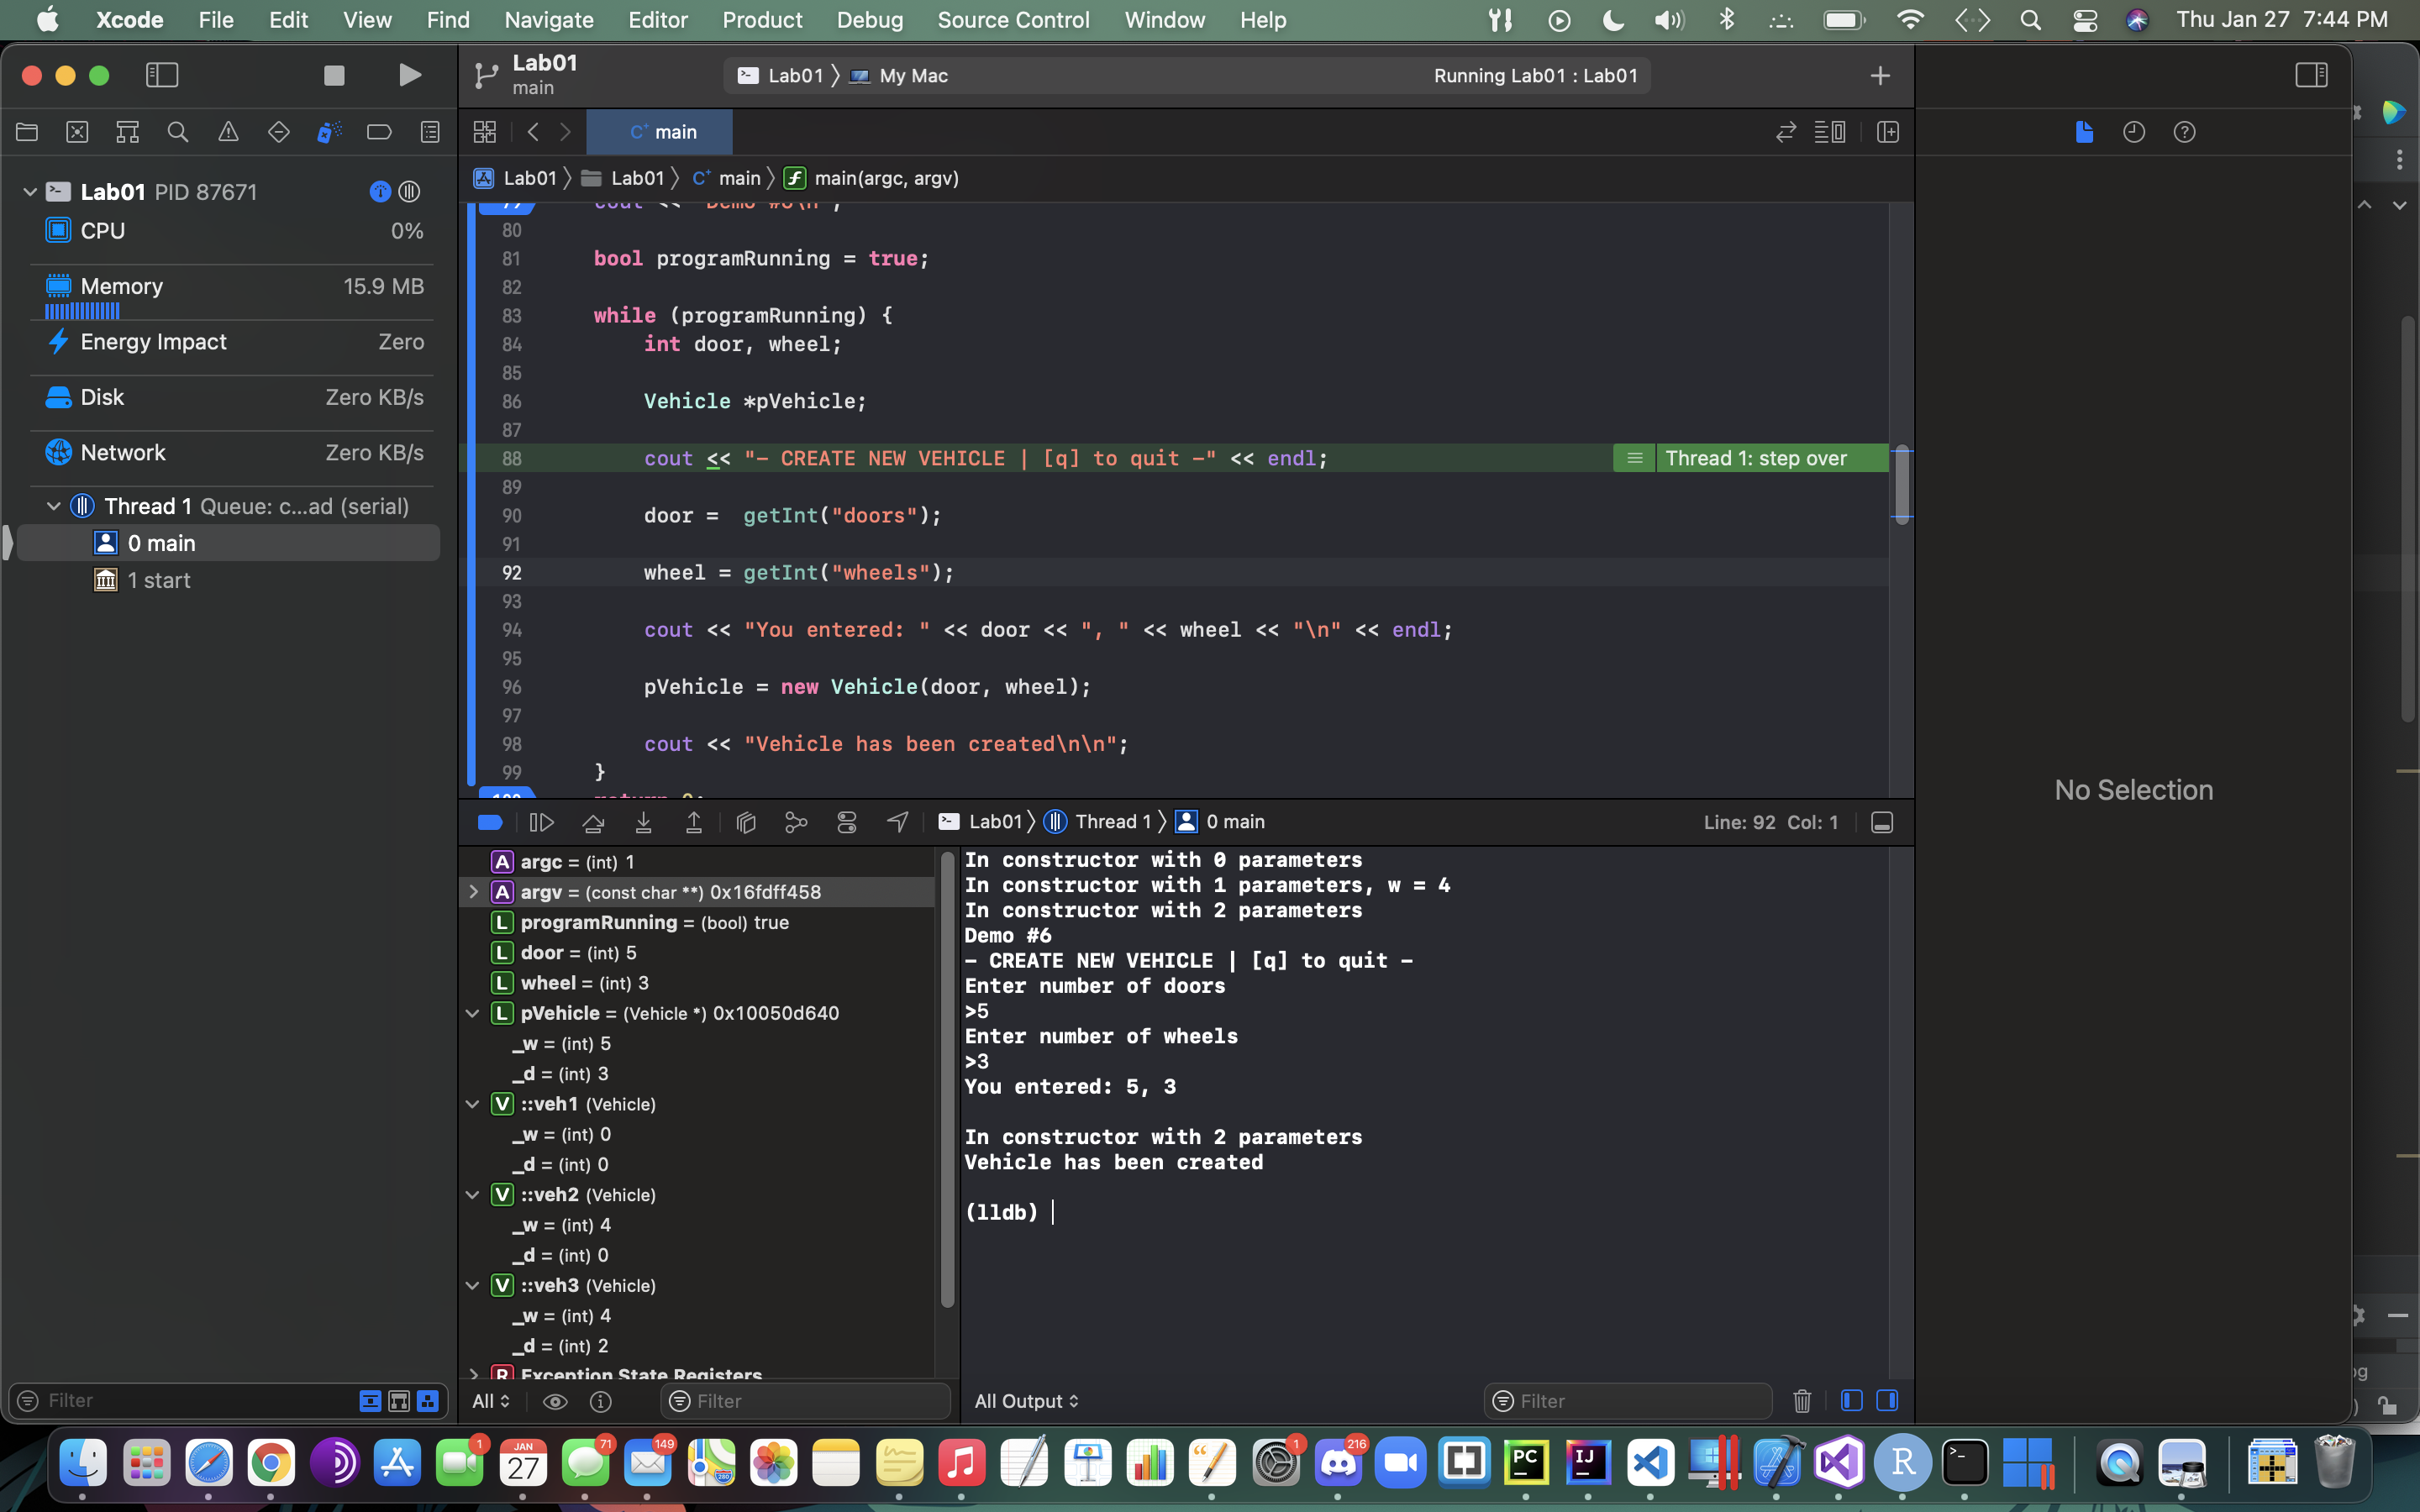 Xcode File Edit View Find Navigate Editor Product Debug Source Control Window Help Thu Jan 27 7:44 PM
Lab01
main
Lab01 My Mac Running Lab01 : Lab01
main
Lab01 Lab01 main main(argc, argv)
Lab01 PID 87671
CPU 0%
Memory 15.9 MB
Energy Impact Zero
Disk Zero KB/s
Network Zero KB/s
Thread 1 Queue: c...ad (serial)
0 main
1 start
Filter
79 cout << "Demo #6\n";
80
81 bool programRunning = true;
82
83 while (programRunning) {
84 int door, wheel;
85
86 Vehicle *pVehicle;
87
88 cout << "- CREATE NEW VEHICLE | [q] to quit -" << endl; Thread 1: step over
89
90 door =  getInt("doors");
91
92 wheel = getInt("wheels");
93
94 cout << "You entered: " << door << ", " << wheel << "\n" << endl;
95
96 pVehicle = new Vehicle(door, wheel);
97
98 cout << "Vehicle has been created\n\n";
99 }
100 return 0;
Lab01 Thread 1 0 main Line: 92 Col: 1
A argc = (int) 1
A argv = (const char **) 0x16fdff458
L programRunning = (bool) true
L door = (int) 5
L wheel = (int) 3
L pVehicle = (Vehicle *) 0x10050d640
_w = (int) 5
_d = (int) 3
V ::veh1 (Vehicle)
_w = (int) 0
_d = (int) 0
V ::veh2 (Vehicle)
_w = (int) 4
_d = (int) 0
V ::veh3 (Vehicle)
_w = (int) 4
_d = (int) 2
R Exception State Registers
All Filter
In constructor with 0 parameters
In constructor with 1 parameters, w = 4
In constructor with 2 parameters
Demo #6
- CREATE NEW VEHICLE | [q] to quit -
Enter number of doors
>5
Enter number of wheels
>3
You entered: 5, 3
In constructor with 2 parameters
Vehicle has been created
(lldb)
All Output Filter
No Selection
1 JAN 27 71 149 1 216 PC IJ R